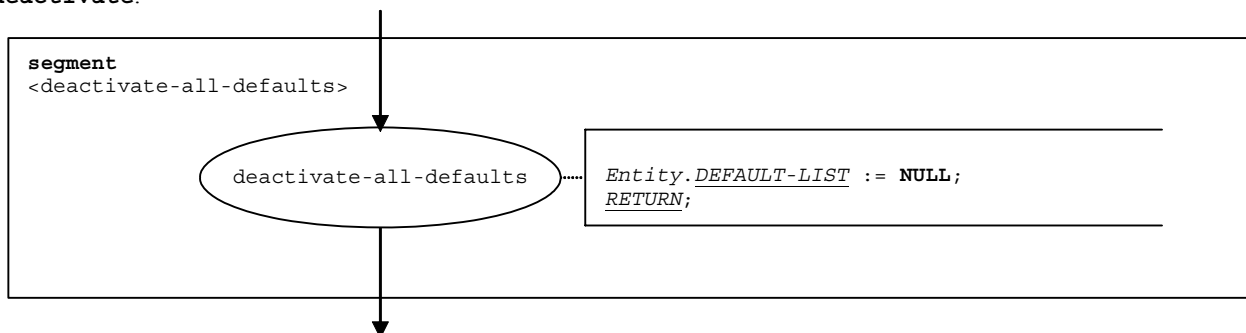 deactivate.
segment
<deactivate-all-defaults>
deactivate-all-defaults
Entity.DEFAULT-LIST := NULL;
RETURN;